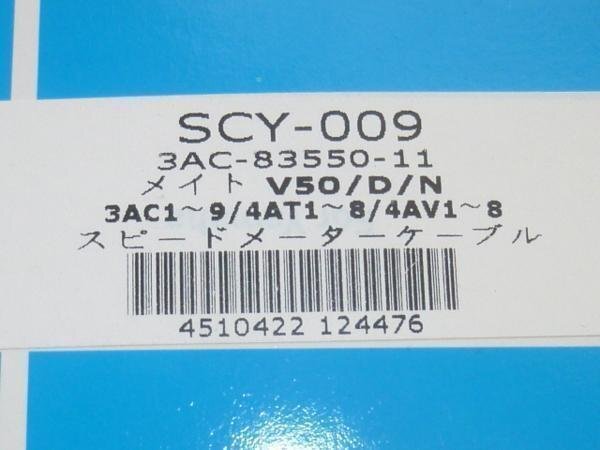 SCY-009
3AC-83550-11
メイト V50/D/N
3AC1～9/4AT1～8/4AV1～8
スピードメーターケーブル
4510422 124476